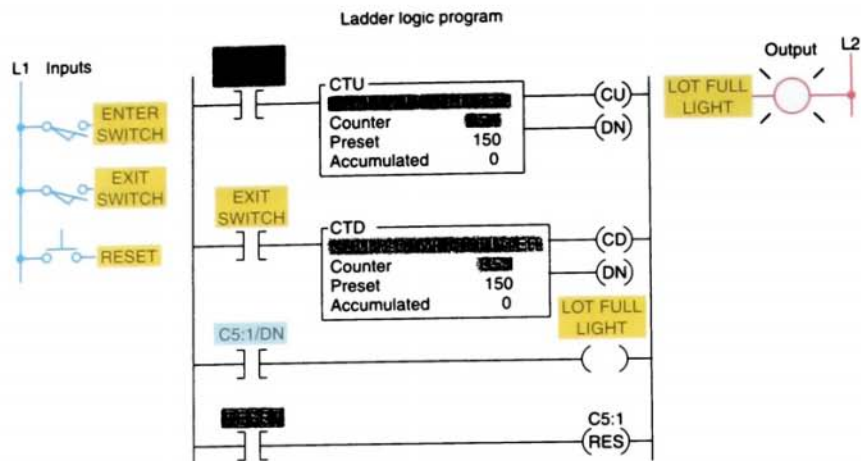 Ladder logic program
L1 Inputs
Output
L2
ENTER
SWITCH
EXIT
SWITCH
RESET
CTU
Counter
Preset 150
Accumulated 0
CU
DN
LOT FULL
LIGHT
EXIT
SWITCH
CTD
Counter
Preset 150
Accumulated 0
CD
DN
LOT FULL
LIGHT
C5:1/DN
C5:1
RES